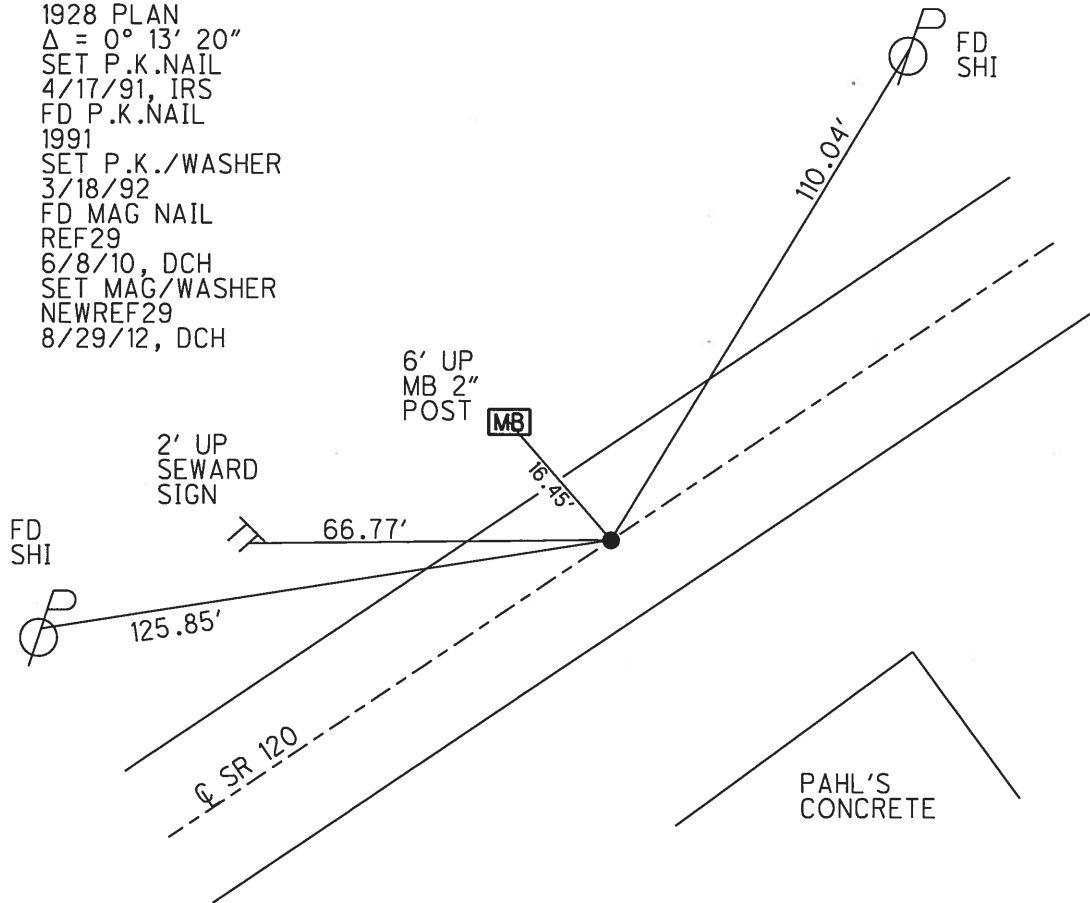 1928 PLAN
Δ = 0° 13' 20"
SET P.K.NAIL
4/17/91, IRS
FD P.K.NAIL
1991
SET P.K./WASHER
3/18/92
FD MAG NAIL
REF29
6/8/10, DCH
SET MAG/WASHER
NEWREF29
8/29/12, DCH
FD
SHI
110.04'
6' UP
MB 2"
POST
MB
16.45'
2' UP
SEWARD
SIGN
66.77'
FD
SHI
125.85'
℄ SR 120
PAHL'S
CONCRETE